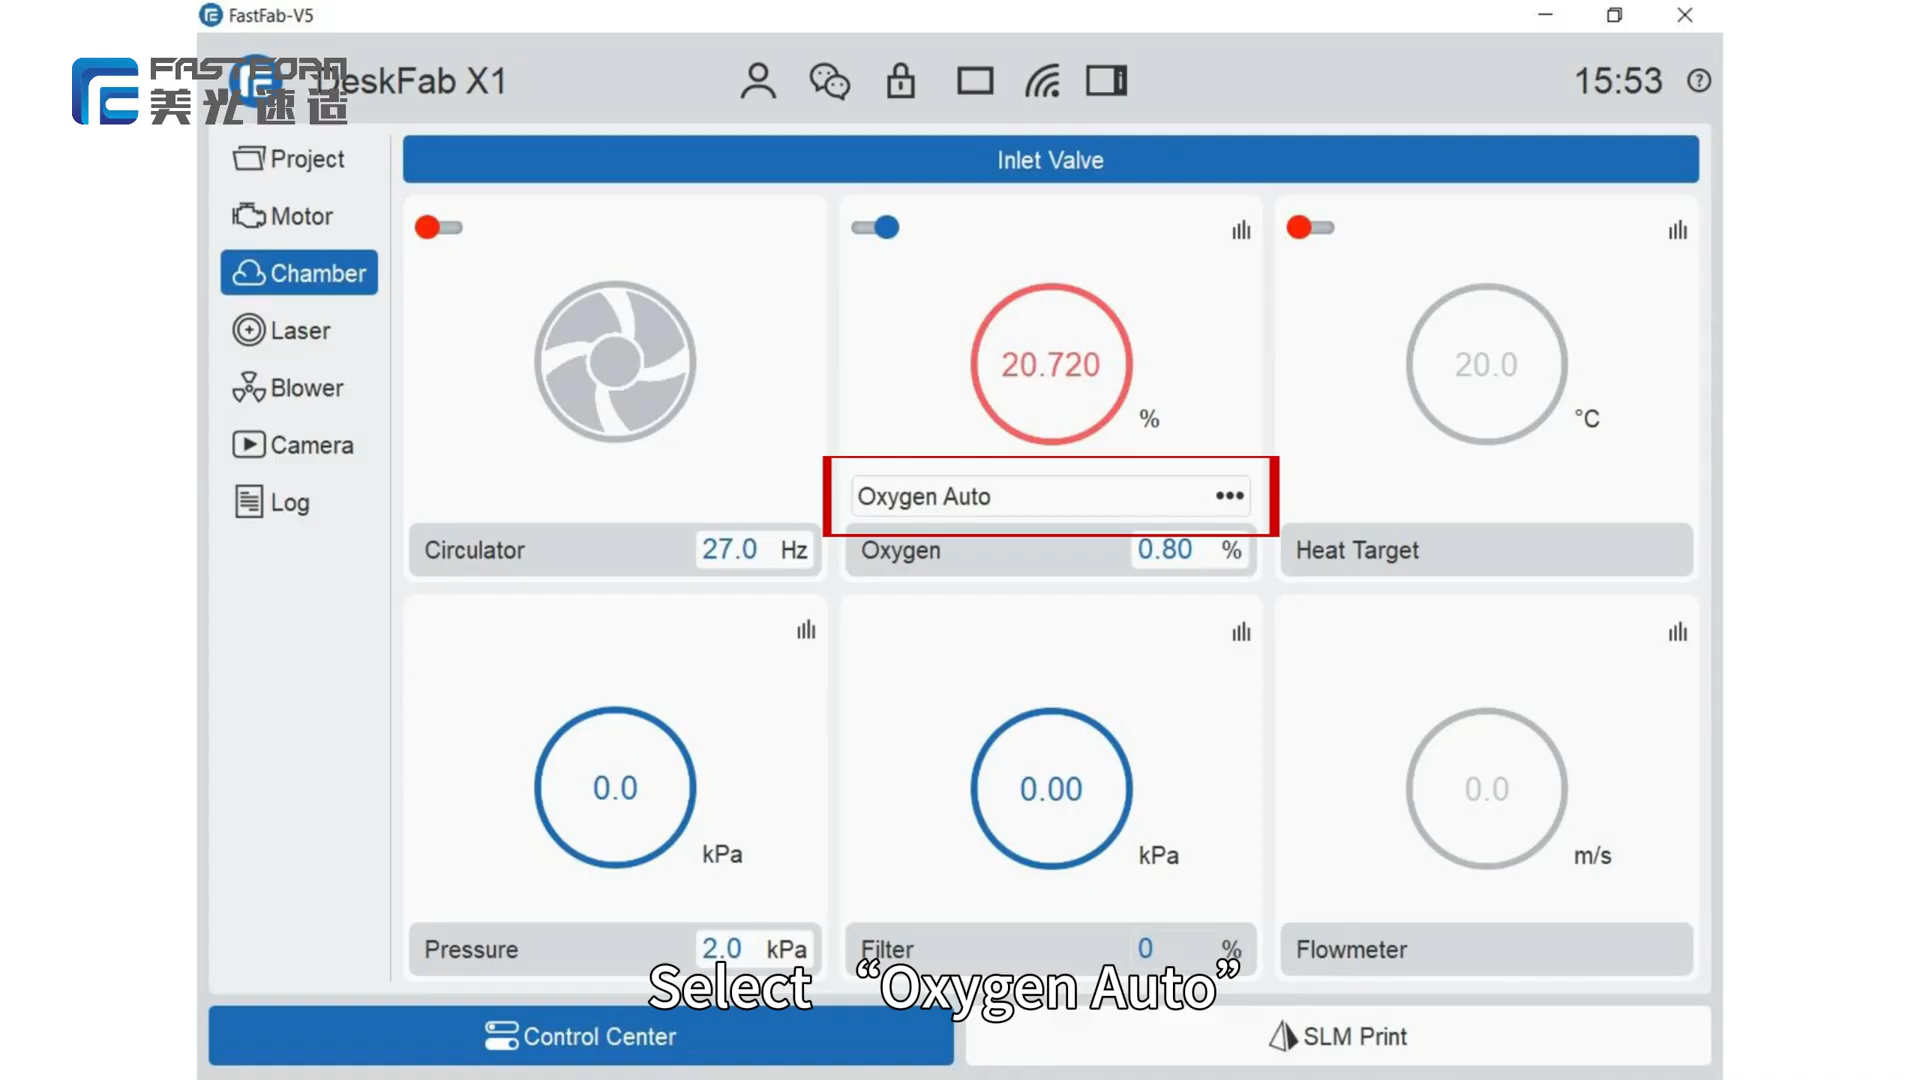 FastFab-V5
FASTFORM
美光速造
DeskFab X1
15:53
Project
Motor
Chamber
Laser
Blower
Camera
Log
Inlet Valve
20.720
%
20.0
°C
Oxygen Auto
Circulator 27.0 Hz
Oxygen 0.80 %
Heat Target
0.0
kPa
0.00
kPa
0.0
m/s
Pressure 2.0 kPa
Filter 0 %
Flowmeter
Select “Oxygen Auto”
Control Center
SLM Print